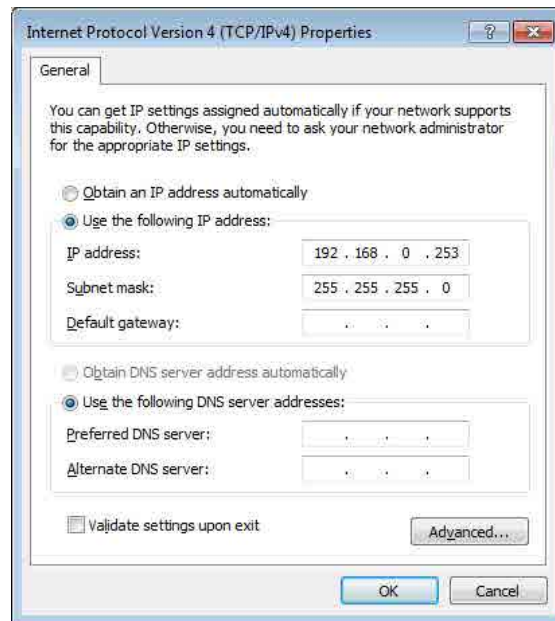 Internet Protocol Version 4 (TCP/IPv4) Properties
General
You can get IP settings assigned automatically if your network supports
this capability. Otherwise, you need to ask your network administrator
for the appropriate IP settings.
Obtain an IP address automatically
Use the following IP address:
IP address: 192 . 168 . 0 . 253
Subnet mask: 255 . 255 . 255 . 0
Default gateway: . . .
Obtain DNS server address automatically
Use the following DNS server addresses:
Preferred DNS server: . . .
Alternate DNS server: . . .
Validate settings upon exit
Advanced...
OK Cancel